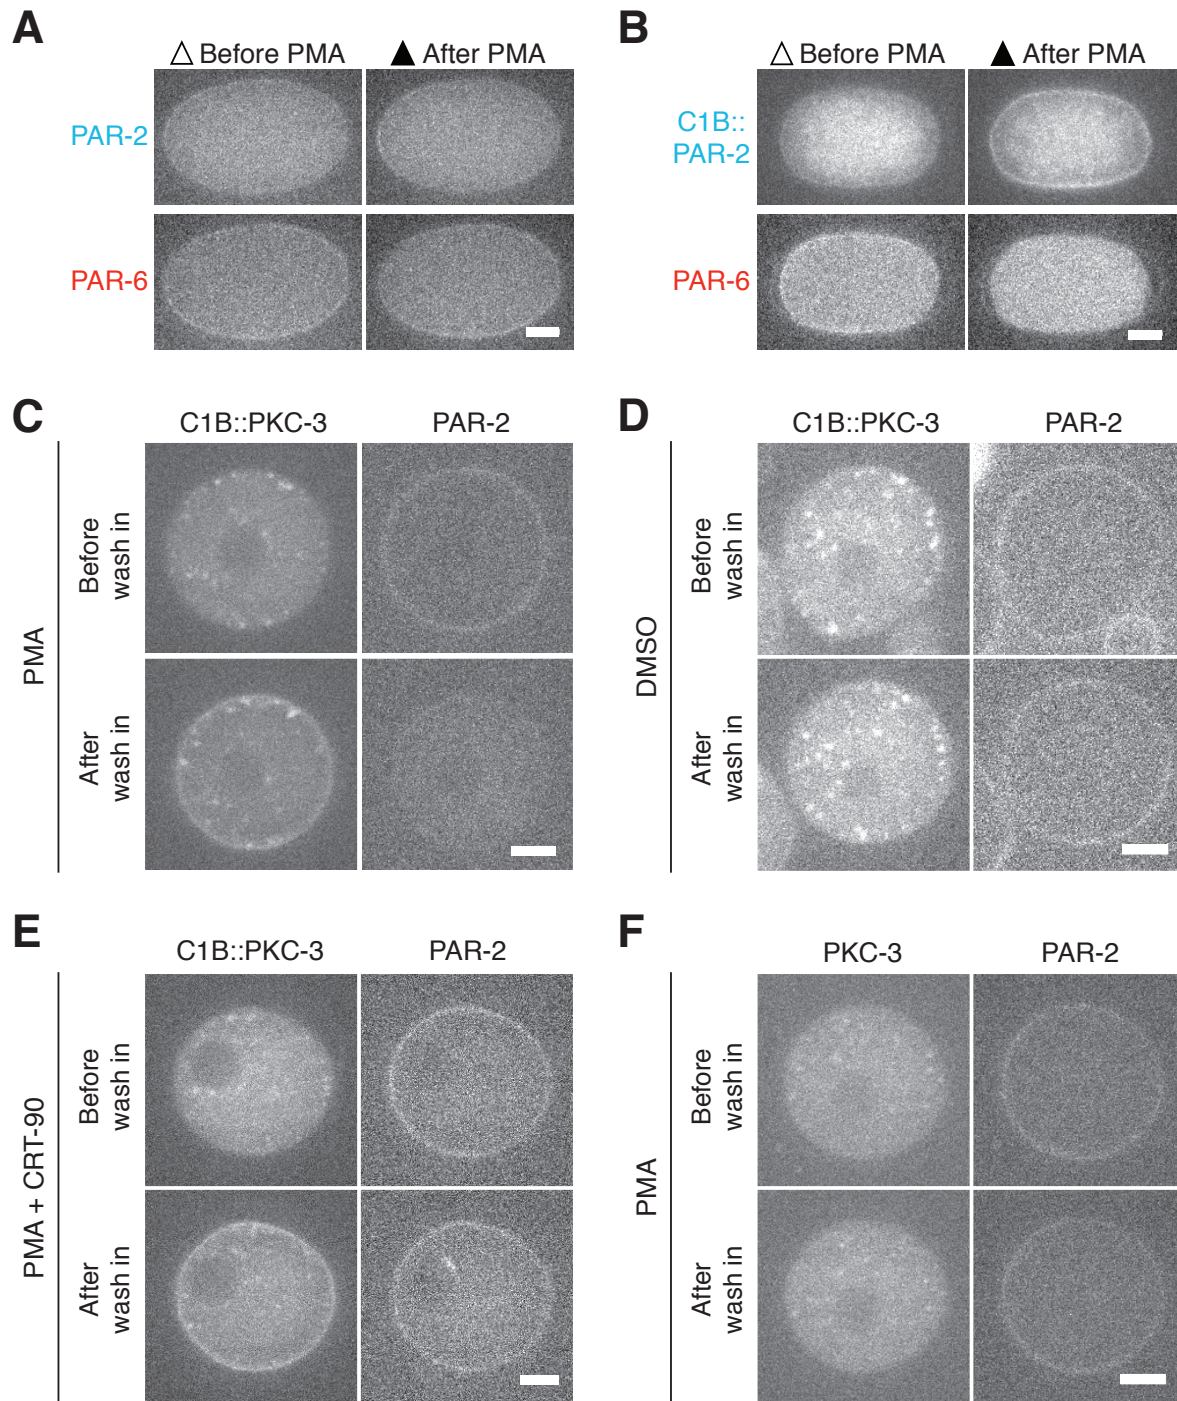 A
△ Before PMA
▲ After PMA
PAR-2
PAR-6
B
△ Before PMA
▲ After PMA
C1B::
PAR-2
PAR-6
C
C1B::PKC-3
PAR-2
PMA
Before
wash in
After
wash in
D
C1B::PKC-3
PAR-2
DMSO
Before
wash in
After
wash in
E
C1B::PKC-3
PAR-2
PMA + CRT-90
Before
wash in
After
wash in
F
PKC-3
PAR-2
PMA
Before
wash in
After
wash in